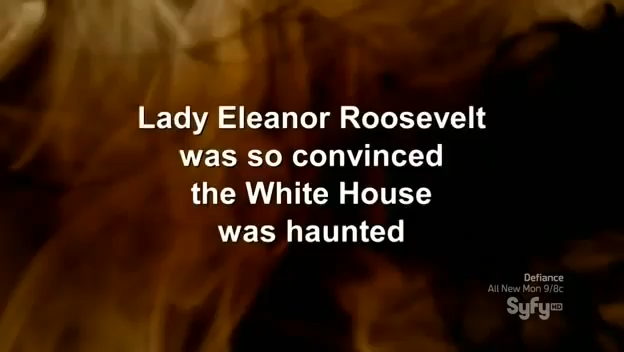 Lady Eleanor Roosevelt
was so convinced
the White House
was haunted
Defiance
All New Mon 9/8c
Syfy HD